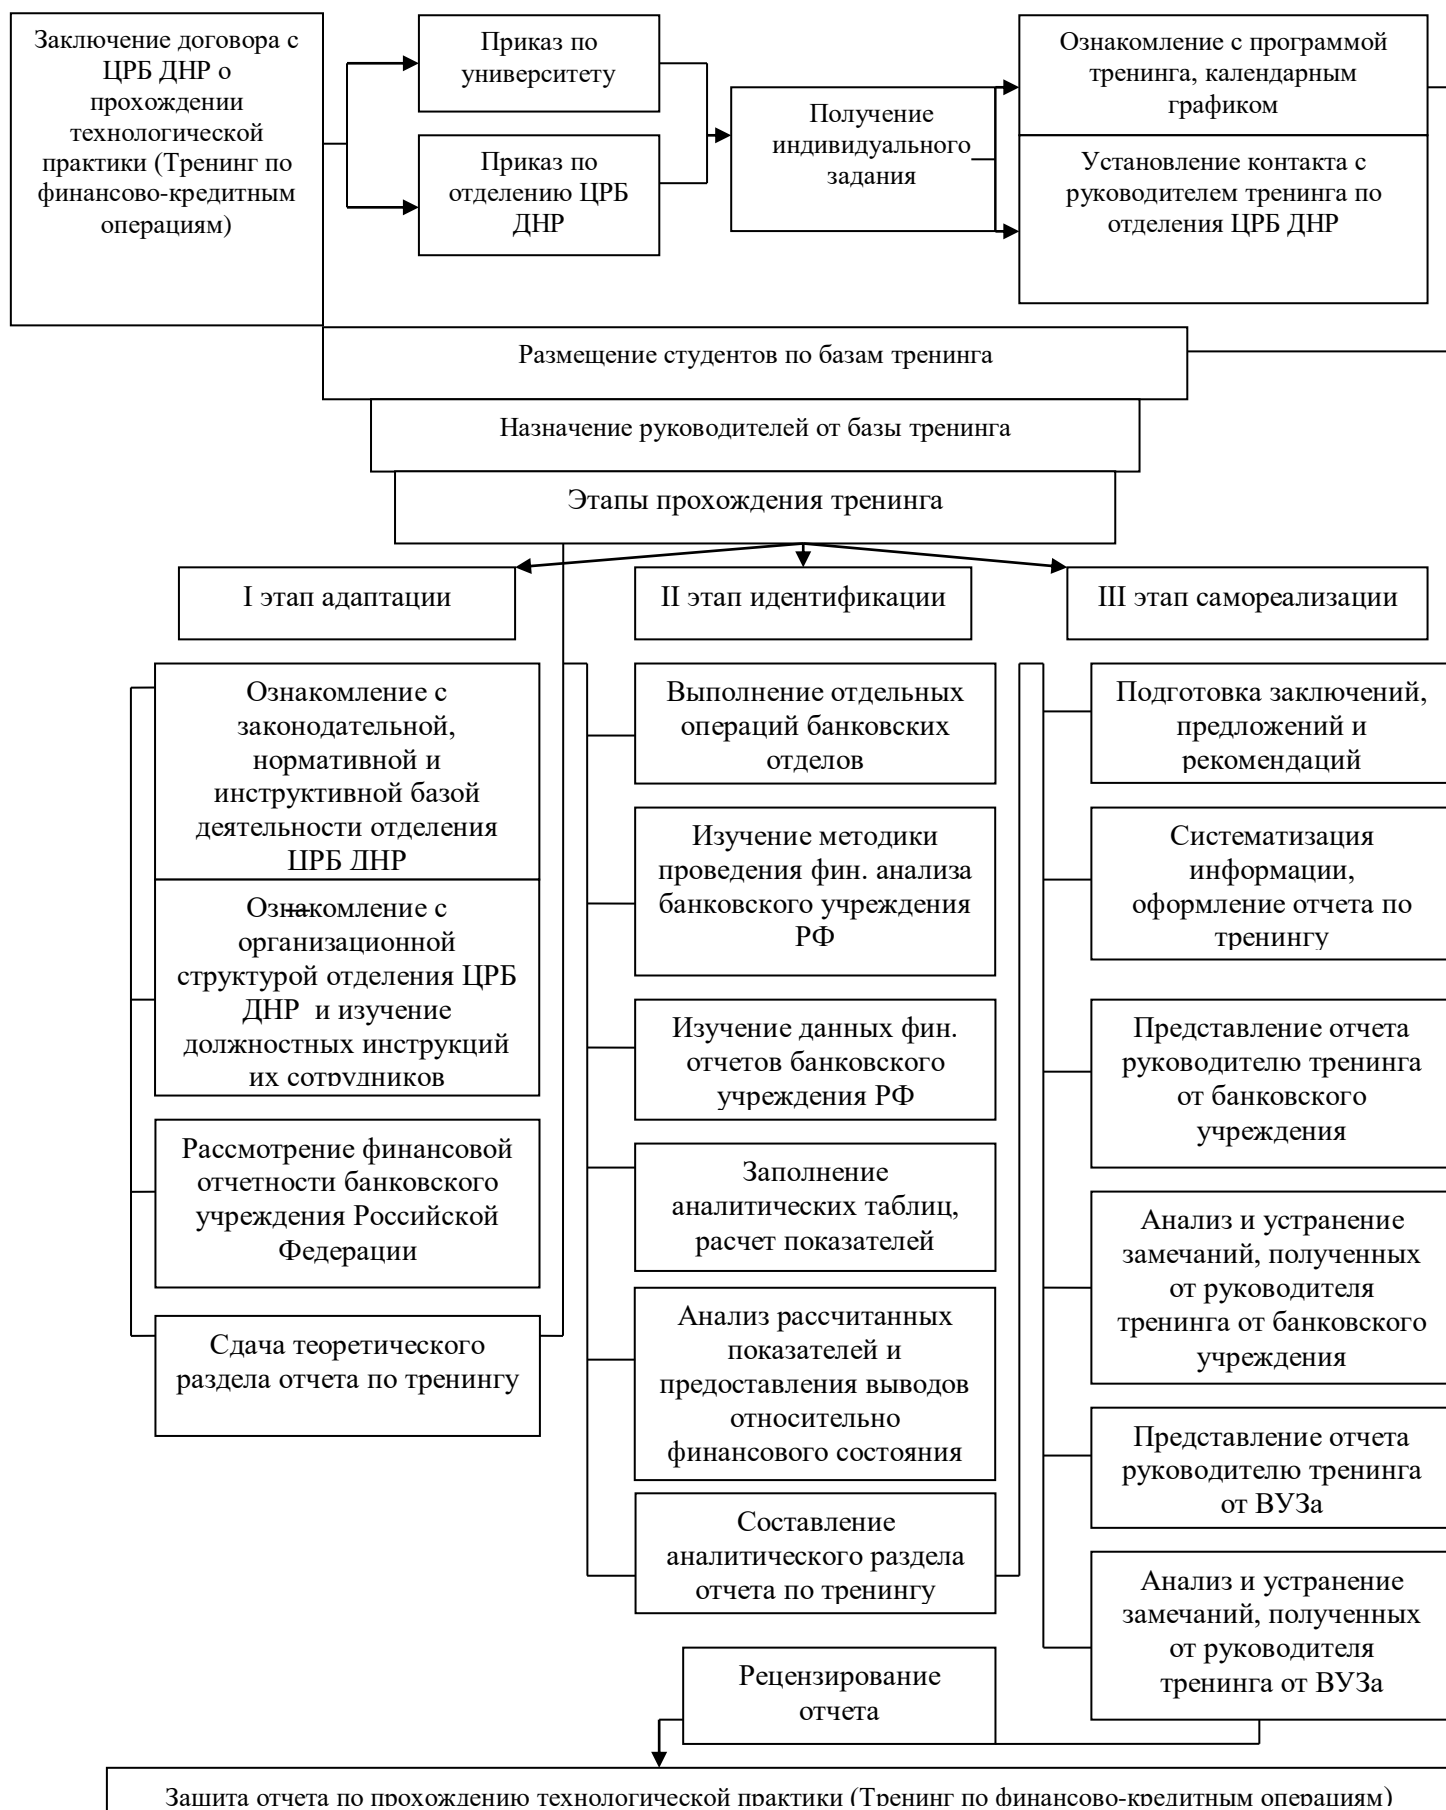 Заключение договора с
ЦРБ ДНР о
прохождении
технологической
практики (Тренинг по
финансово-кредитным
операциям)
Приказ по
университету
Приказ по
отделению ЦРБ
ДНР
Получение
индивидуального
задания
Ознакомление с программой
тренинга, календарным
графиком
Установление контакта с
руководителем тренинга по
отделения ЦРБ ДНР
Размещение студентов по базам тренинга
Назначение руководителей от базы тренинга
Этапы прохождения тренинга
I этап адаптации
II этап идентификации
III этап самореализации
Ознакомление с
законодательной,
нормативной и
инструктивной базой
деятельности отделения
ЦРБ ДНР
Ознакомление с
организационной
структурой отделения ЦРБ
ДНР  и изучение
должностных инструкций
их сотрудников
Рассмотрение финансовой
отчетности банковского
учреждения Российской
Федерации
Сдача теоретического
раздела отчета по тренингу
Выполнение отдельных
операций банковских
отделов
Изучение методики
проведения фин. анализа
банковского учреждения
РФ
Изучение данных фин.
отчетов банковского
учреждения РФ
Заполнение
аналитических таблиц,
расчет показателей
Анализ рассчитанных
показателей и
предоставления выводов
относительно
финансового состояния
Составление
аналитического раздела
отчета по тренингу
Подготовка заключений,
предложений и
рекомендаций
Систематизация
информации,
оформление отчета по
тренингу
Представление отчета
руководителю тренинга
от банковского
учреждения
Анализ и устранение
замечаний, полученных
от руководителя
тренинга от банковского
учреждения
Представление отчета
руководителю тренинга
от ВУЗа
Анализ и устранение
замечаний, полученных
от руководителя
тренинга от ВУЗа
Рецензирование
отчета
Защита отчета по прохождению технологической практики (Тренинг по финансово-кредитным операциям)